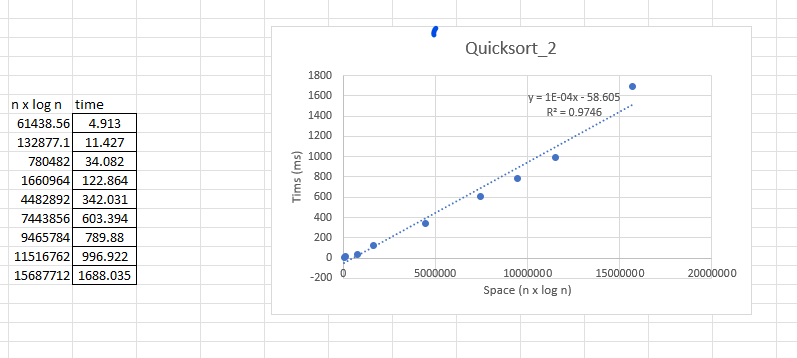 Quicksort_2
n x log n time
61438.56 4.913
132877.1 11.427
780482 34.082
1660964 122.864
4482892 342.031
7443856 603.394
9465784 789.88
11516762 996.922
15687712 1688.035
1800
1600
1400
1200
1000
800
600
400
200
0
-200
Tims (ms)
y = 1E-04x - 58.605
R² = 0.9746
0 5000000 10000000 15000000 20000000
Space (n x log n)